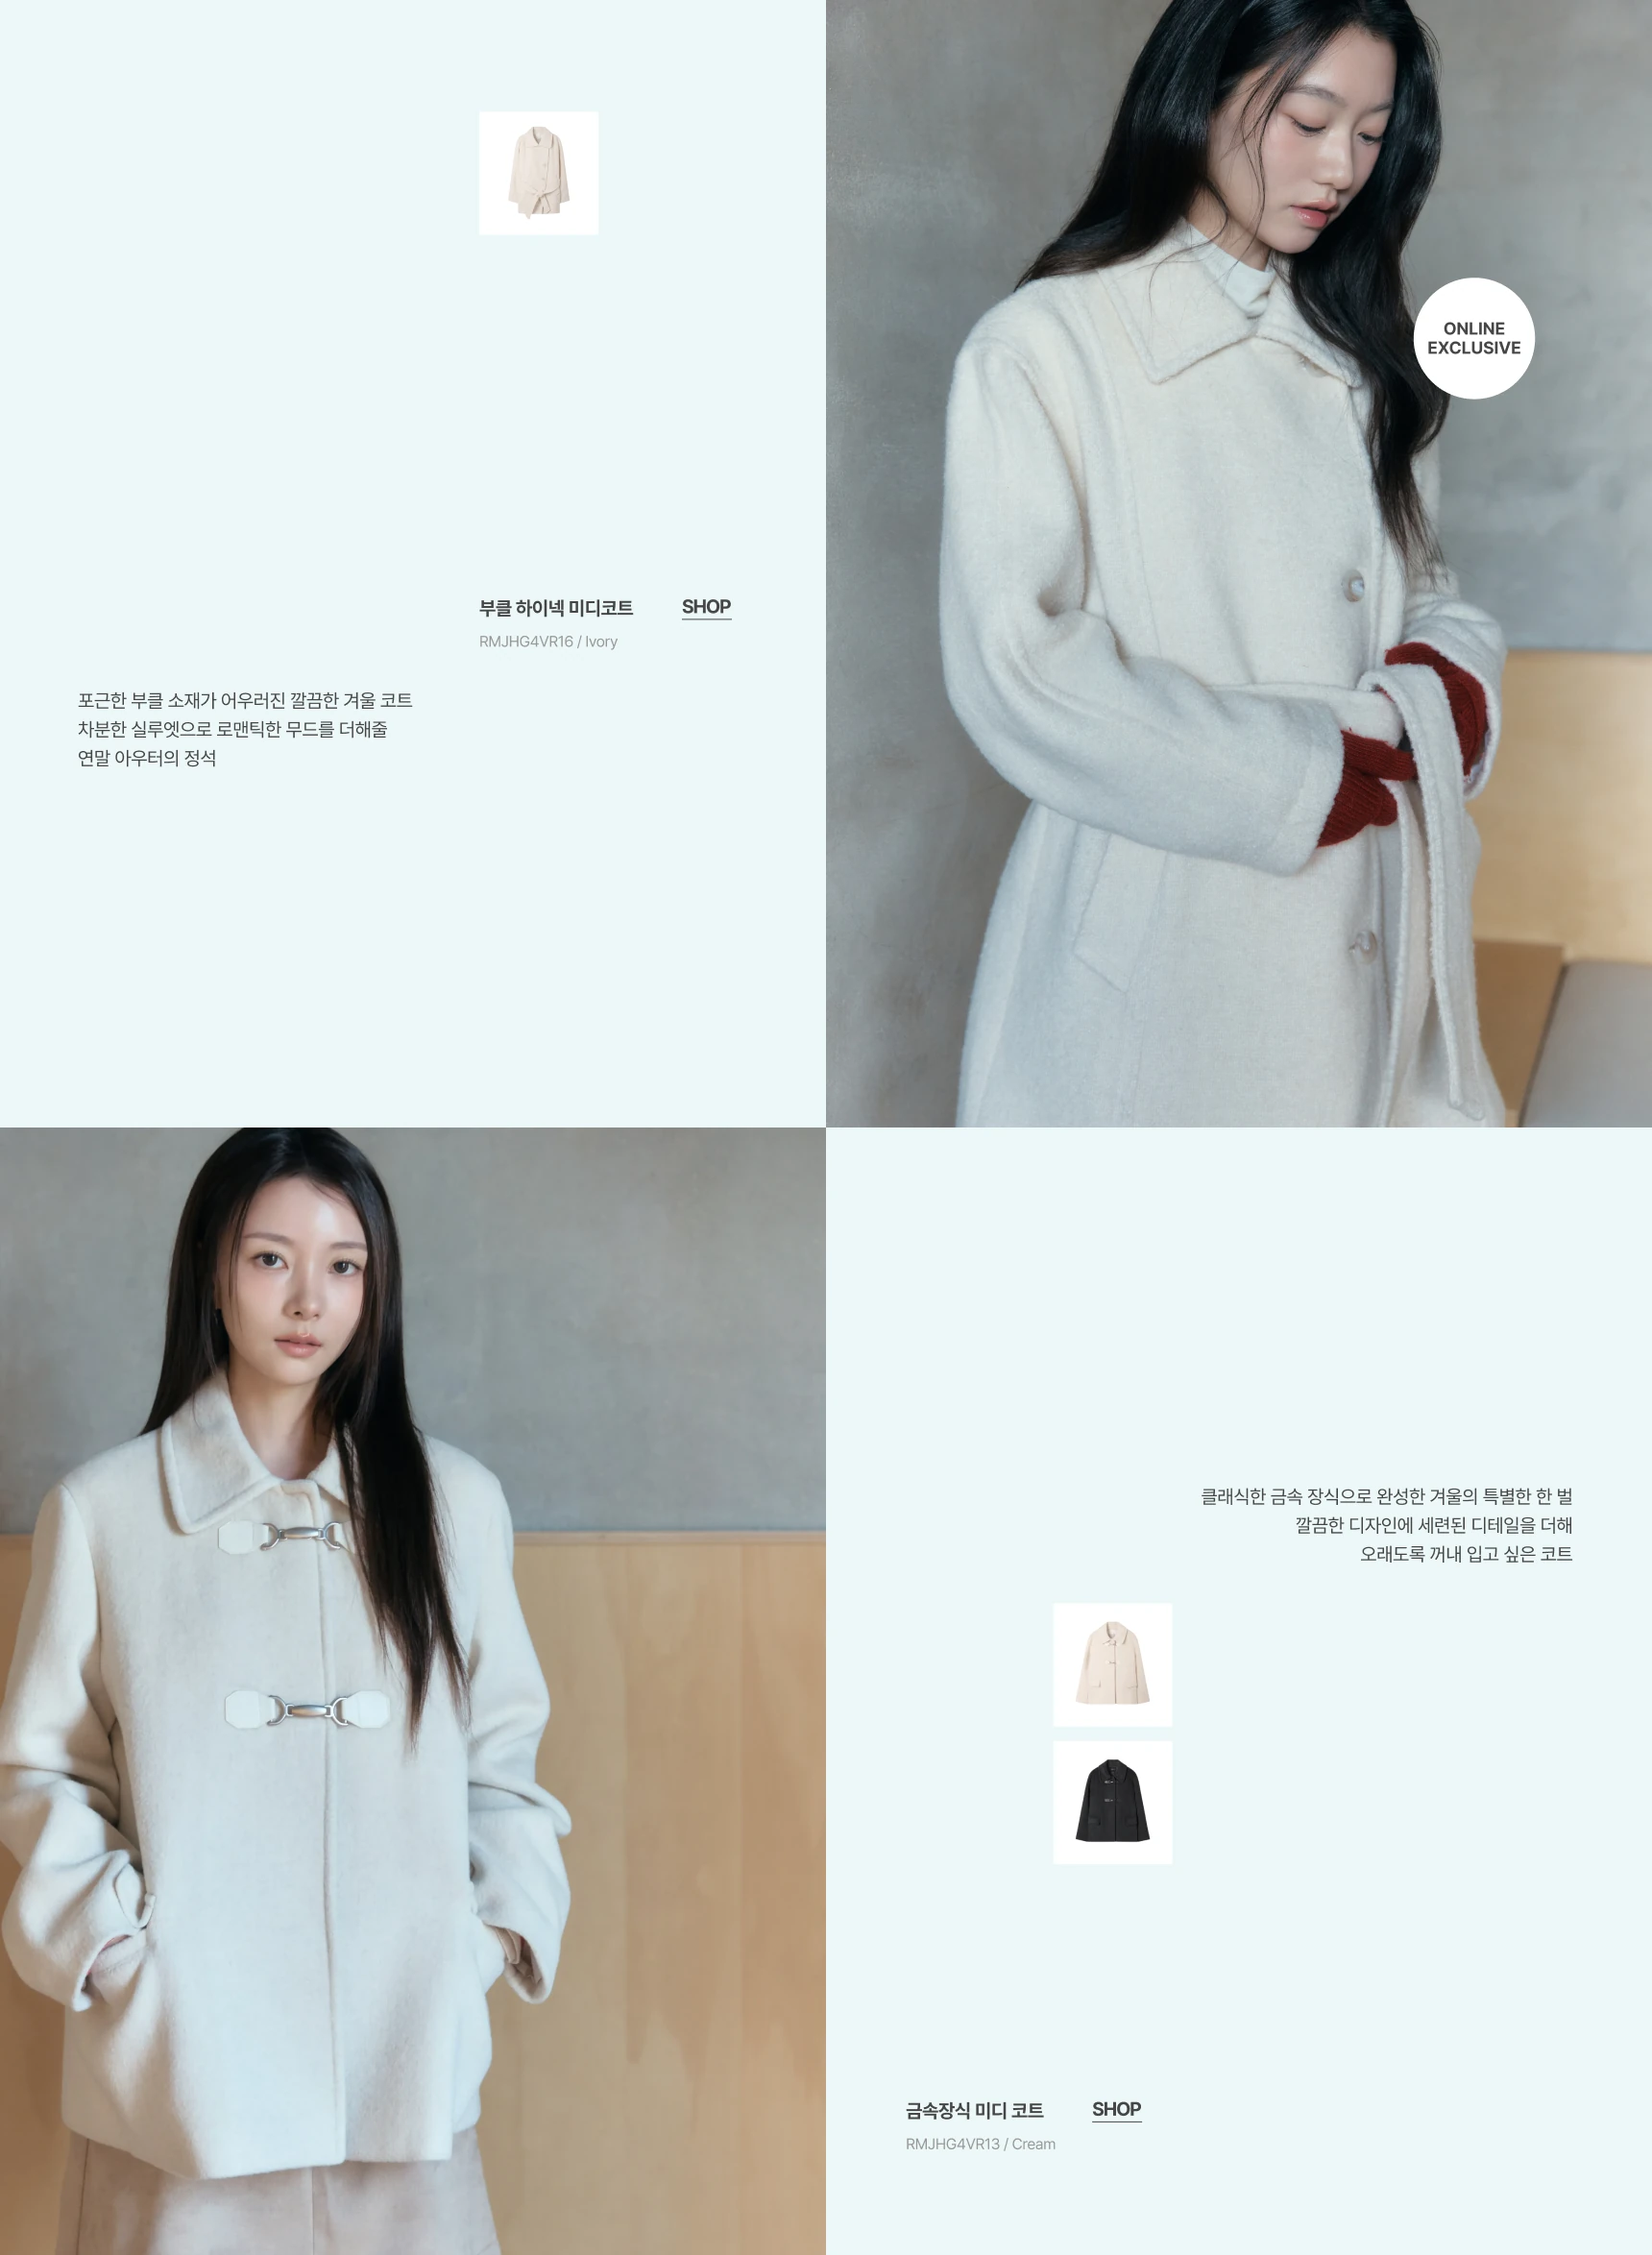 부클 하이넥 미디코트
SHOP
RMJHG4VR16 / Ivory
포근한 부클 소재가 어우러진 깔끔한 겨울 코트
차분한 실루엣으로 로맨틱한 무드를 더해줄
연말 아우터의 정석
ONLINE
EXCLUSIVE
클래식한 금속 장식으로 완성한 겨울의 특별한 한 벌
깔끔한 디자인에 세련된 디테일을 더해
오래도록 꺼내 입고 싶은 코트
금속장식 미디 코트
SHOP
RMJHG4VR13 / Cream